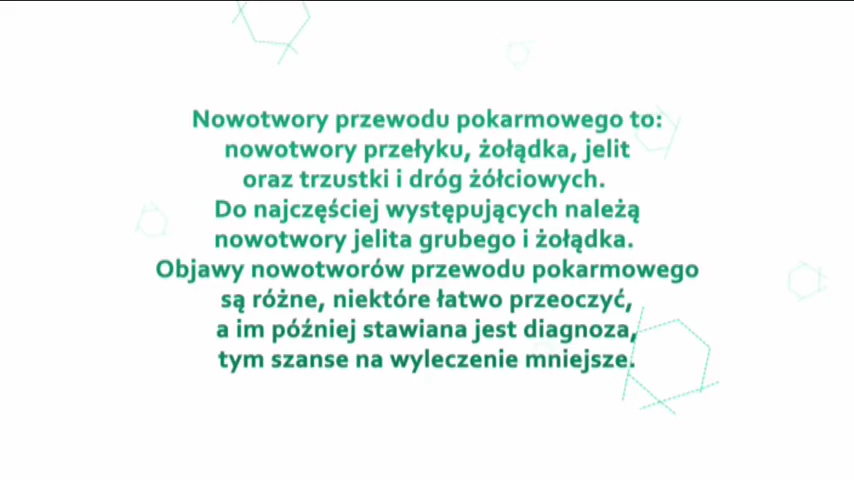 Nowotwory przewodu pokarmowego to:
nowotwory przełyku, żołądka, jelit
oraz trzustki i dróg żółciowych.
Do najczęściej występujących należą
nowotwory jelita grubego i żołądka.
Objawy nowotworów przewodu pokarmowego
są różne, niektóre łatwo przeoczyć,
a im później stawiana jest diagnoza,
tym szanse na wyleczenie mniejsze.